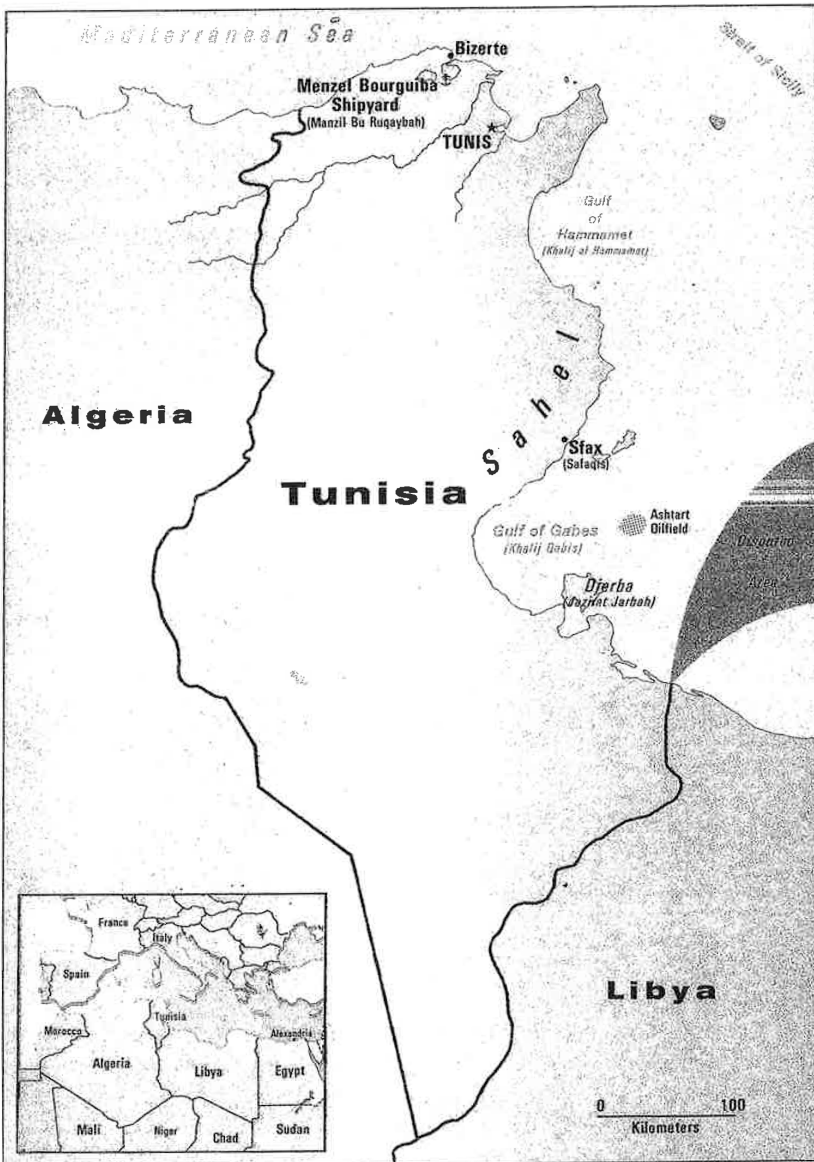 Mediterranean Sea
Strait of Sicily
Bizerte
Menzel Bourguiba
Shipyard
(Manzil Bu Ruqaybah)
TUNIS
Gulf
of
Hammamet
(Khalij al Hammamat)
Algeria
Sahel
Sfax
(Safaqis)
Tunisia
Ashtart
Oilfield
Gulf of Gabes
(Khalij Qabis)
Disputed
Area
Djerba
(Jazirat Jarbah)
Libya
0 100
Kilometers
France
Italy
Spain
Tunisia
Morocco
Alexandria
Algeria
Libya
Egypt
Mali
Niger
Chad
Sudan